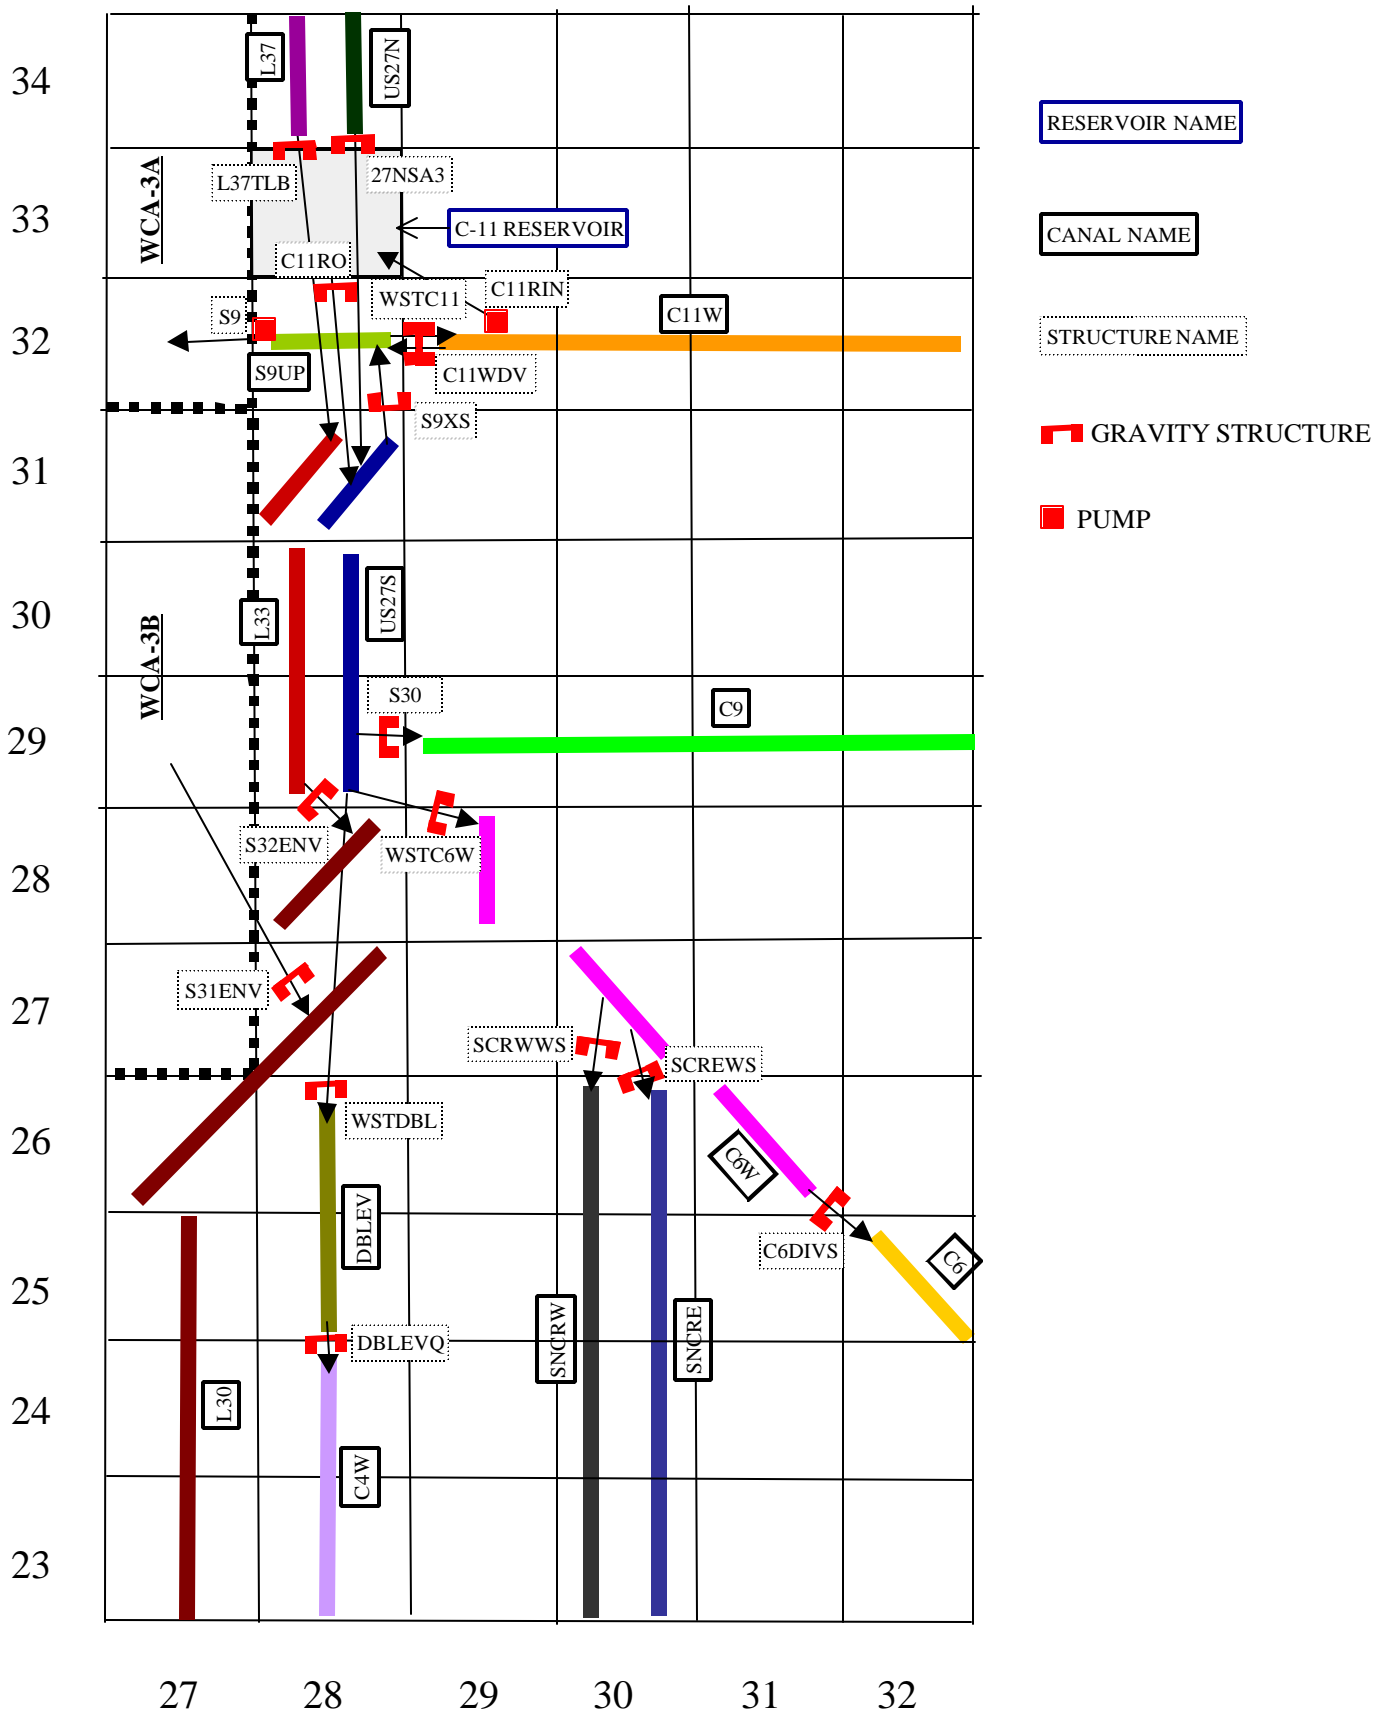 34
L37
US27N
RESERVOIR NAME
WCA-3A
L37TLB
27NSA3
33
C-11 RESERVOIR
CANAL NAME
C11RO
WSTC11
C11RIN
S9
C11W
32
STRUCTURE NAME
S9UP
C11WDV
S9XS
GRAVITY STRUCTURE
31
PUMP
30
L33
US27S
WCA-3B
S30
C9
29
S32ENV
WSTC6W
28
S31ENV
27
SCRWWS
SCREWS
WSTDBL
26
C6W
DBLEV
C6DIVS
C6
25
SNCRW
SNCRE
DBLEVQ
L30
24
C4W
23
27 28 29 30 31 32